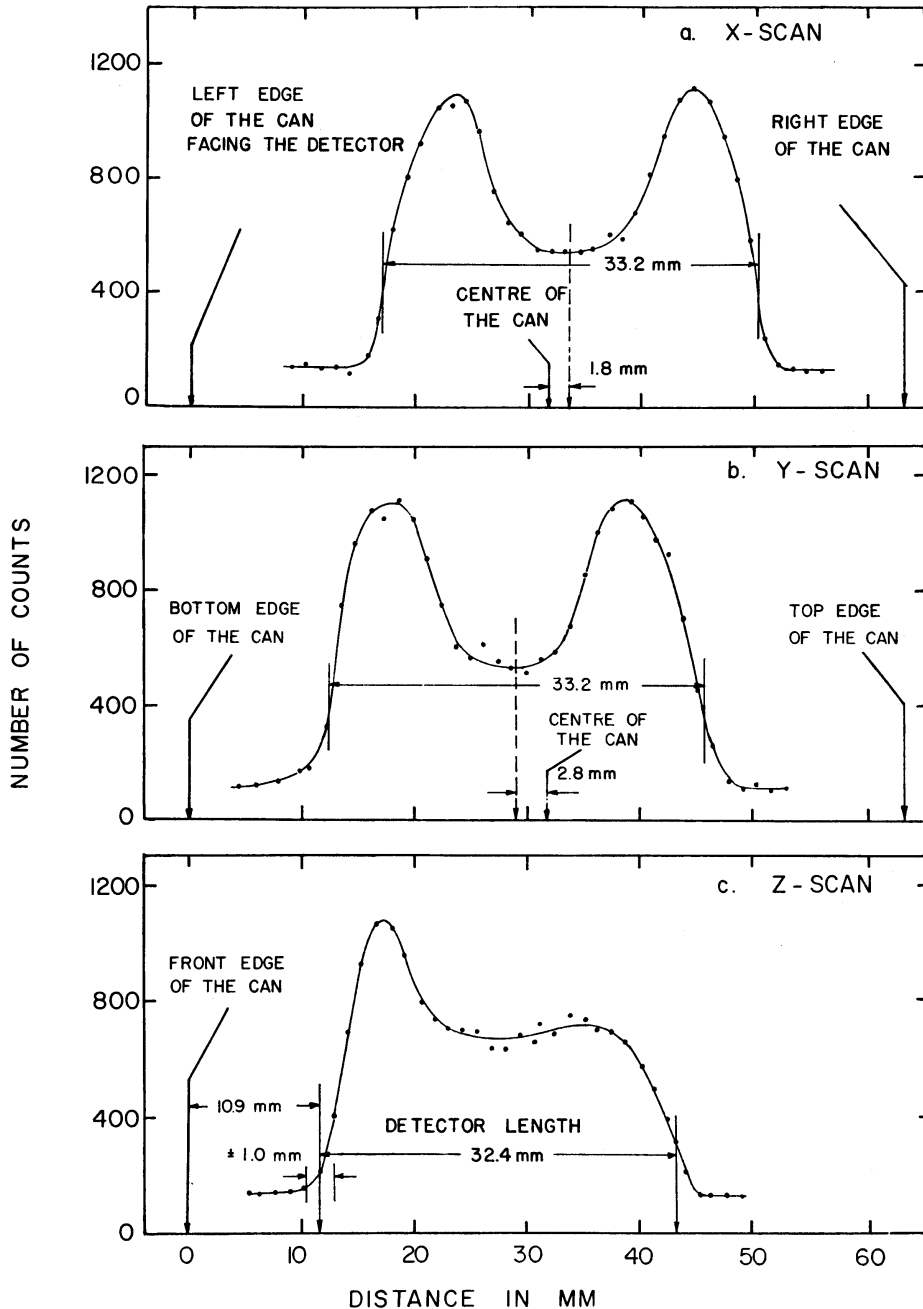 a. X-SCAN
1200
800
400
0
LEFT EDGE
OF THE CAN
FACING THE DETECTOR
RIGHT EDGE
OF THE CAN
33.2 mm
CENTRE OF
THE CAN
1.8 mm
b. Y-SCAN
1200
800
400
0
BOTTOM EDGE
OF THE CAN
TOP EDGE
OF THE CAN
33.2 mm
CENTRE OF
THE CAN
2.8 mm
NUMBER OF COUNTS
c. Z-SCAN
1200
800
400
0
FRONT EDGE
OF THE CAN
10.9 mm
± 1.0 mm
DETECTOR LENGTH
32.4 mm
0 10 20 30 40 50 60
DISTANCE IN MM